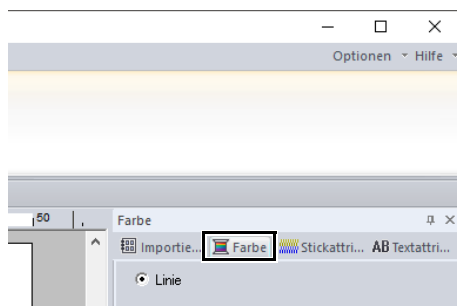 Optionen Hilfe
50
Farbe
Importie... Farbe Stickattri... AB Textattri...
Linie